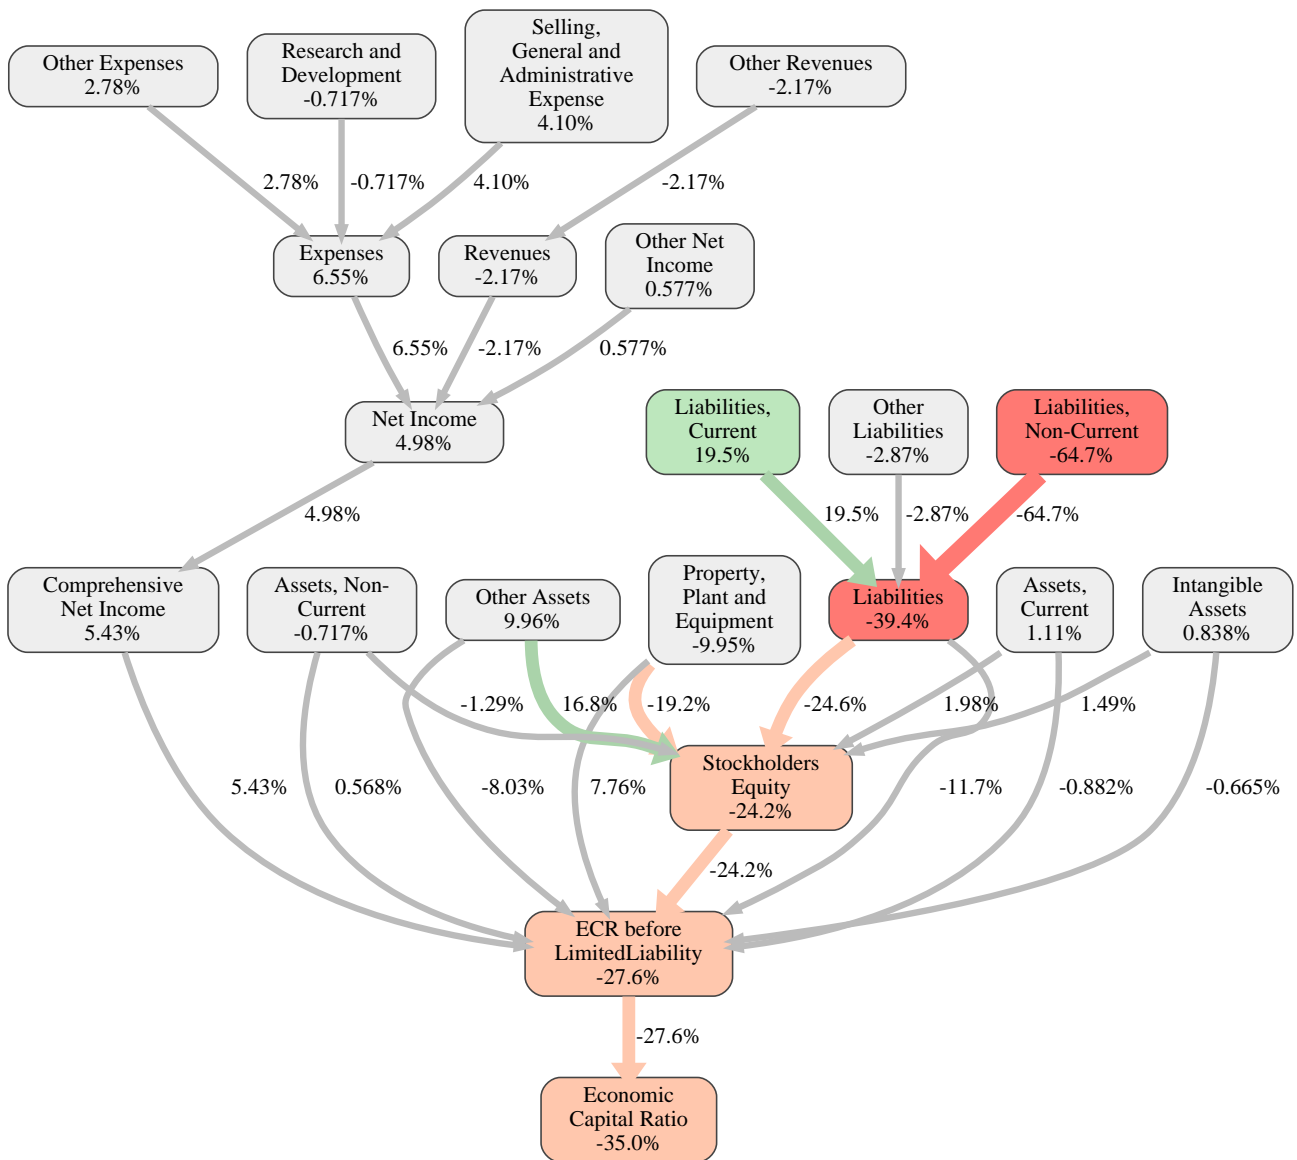 Other Expenses
2.78%
Research and
Development
-0.717%
Selling,
General and
Administrative
Expense
4.10%
Other Revenues
-2.17%
2.78%
-0.717%
4.10%
-2.17%
Expenses
6.55%
Revenues
-2.17%
Other Net
Income
0.577%
6.55%
-2.17%
0.577%
Net Income
4.98%
Liabilities,
Current
19.5%
Other
Liabilities
-2.87%
Liabilities,
Non-Current
-64.7%
4.98%
19.5%
-2.87%
-64.7%
Comprehensive
Net Income
5.43%
Assets, Non-
Current
-0.717%
Other Assets
9.96%
Property,
Plant and
Equipment
-9.95%
Liabilities
-39.4%
Assets,
Current
1.11%
Intangible
Assets
0.838%
-1.29%
16.8%
-19.2%
-24.6%
1.98%
1.49%
Stockholders
Equity
-24.2%
5.43%
0.568%
-8.03%
7.76%
-11.7%
-0.882%
-0.665%
-24.2%
ECR before
LimitedLiability
-27.6%
-27.6%
Economic
Capital Ratio
-35.0%